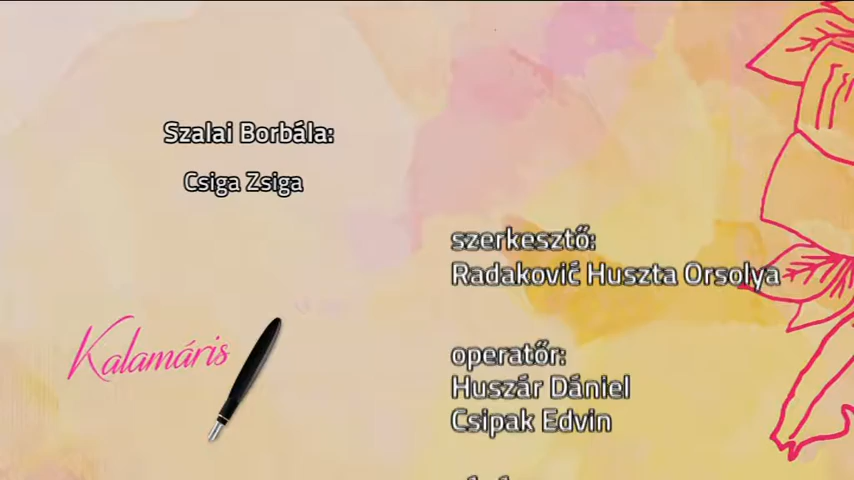 Szalai Borbála:
Csiga Zsiga
szerkesztő:
Radaković Huszta Orsolya
Kalamáris
operatőr:
Huszár Dániel
Csipak Edvin